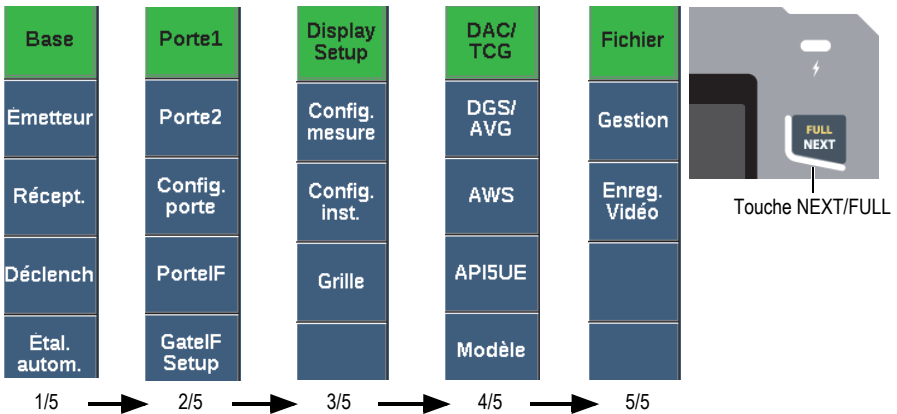 Base
Émetteur
Récept.
Déclench
Étal.
autom.
1/5
Porte1
Porte2
Config.
porte
PorteIF
GateIF
Setup
2/5
Display
Setup
Config.
mesure
Config.
inst.
Grille
3/5
DAC/
TCG
DGS/
AVG
AWS
API5UE
Modèle
4/5
Fichier
Gestion
Enreg.
Vidéo
5/5
FULL
NEXT
Touche NEXT/FULL